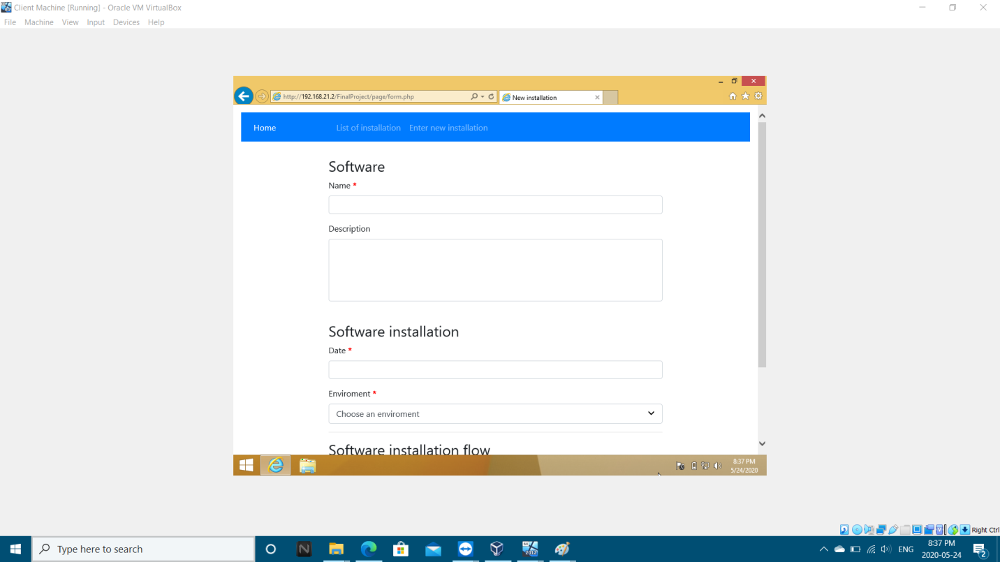 Client Machine [Running] - Oracle VM VirtualBox
File Machine View Input Devices Help
http://192.168.21.2/FinalProject/page/form.php
New installation
Home List of installation Enter new installation
Software
Name *
Description
Software installation
Date *
Enviroment *
Choose an enviroment
Software installation flow
8:37 PM
5/24/2020
Right Ctrl
Type here to search
N
2012
ENG
8:37 PM
2020-05-24
2